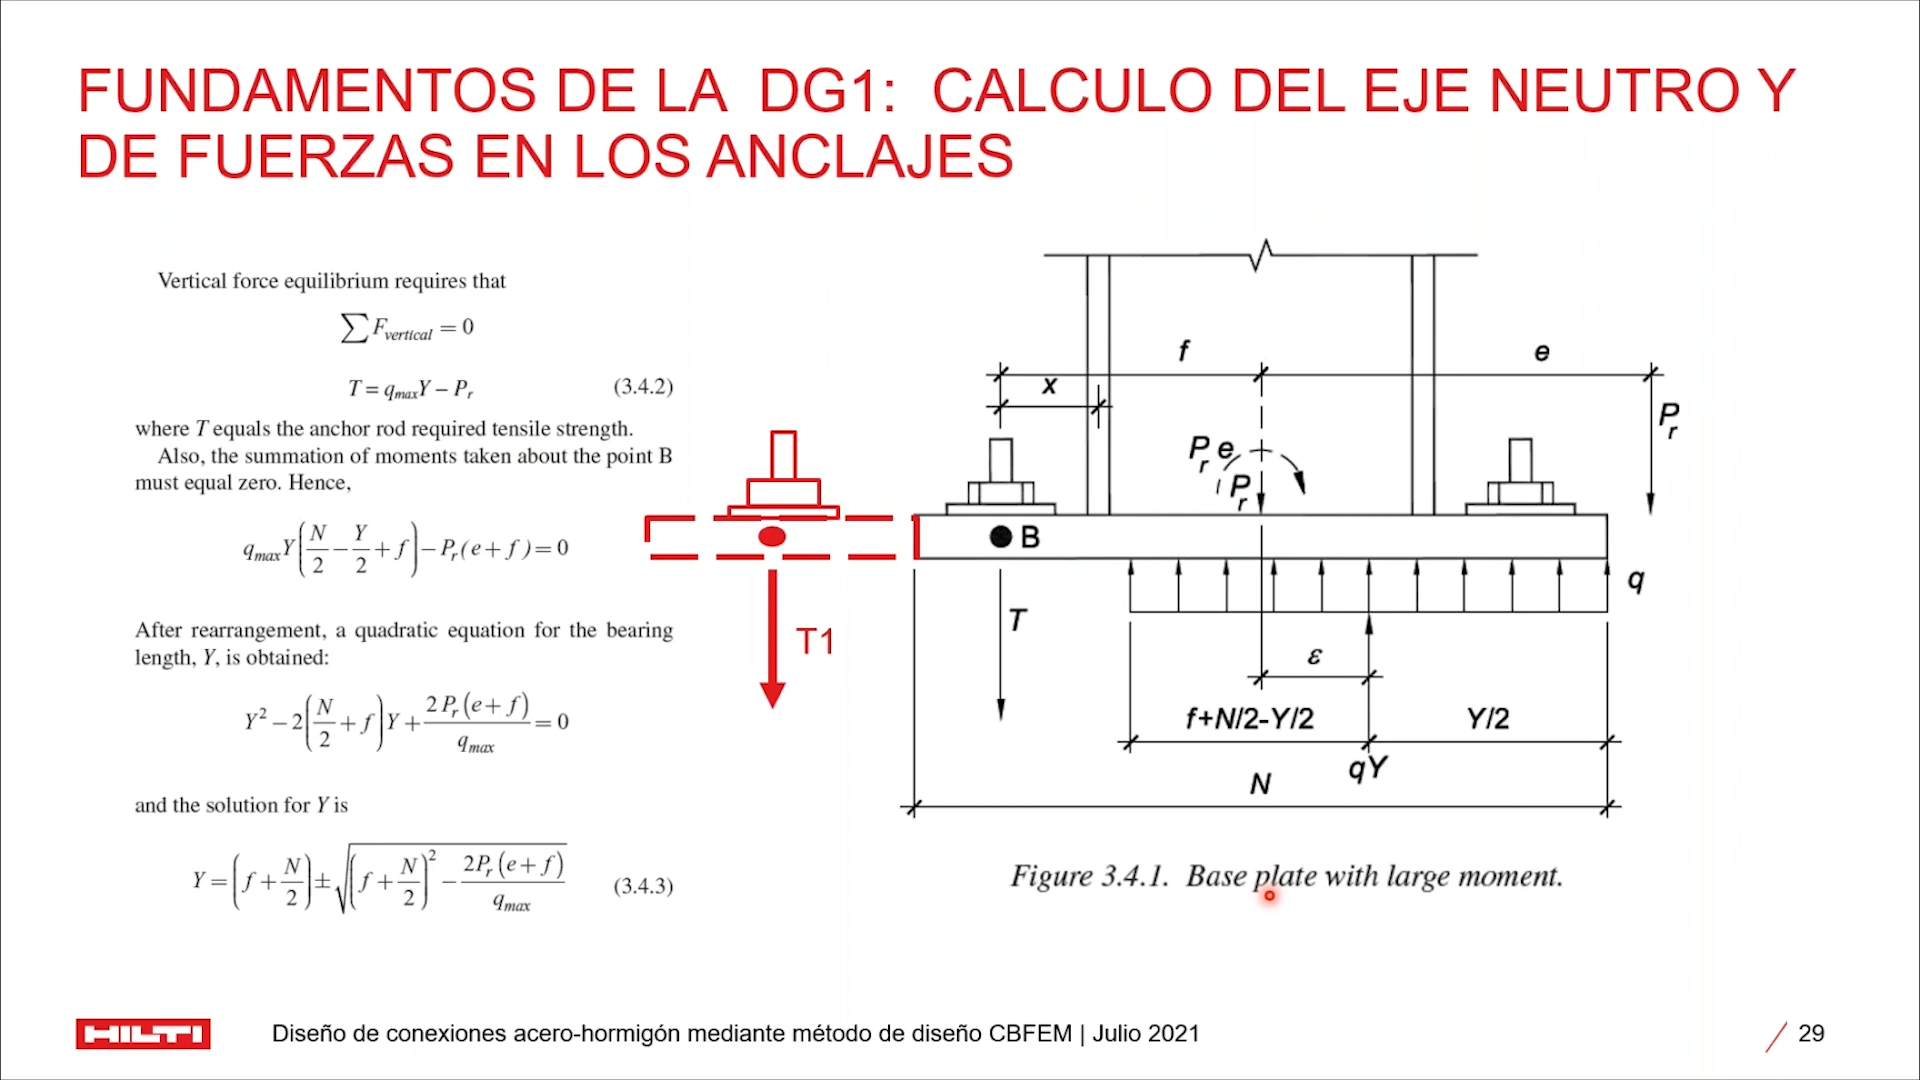 FUNDAMENTOS DE LA DG1: CALCULO DEL EJE NEUTRO Y
DE FUERZAS EN LOS ANCLAJES
Vertical force equilibrium requires that
∑F_vertical = 0
T = q_max Y – P_r (3.4.2)
where T equals the anchor rod required tensile strength.
Also, the summation of moments taken about the point B
must equal zero. Hence,
q_max Y(N/2 − Y/2 + f) − P_r(e + f) = 0
After rearrangement, a quadratic equation for the bearing
length, Y, is obtained:
Y² − 2(N/2 + f)Y + 2P_r(e + f)/q_max = 0
and the solution for Y is
Y = (f + N/2) ± √((f + N/2)² − 2P_r(e + f)/q_max) (3.4.3)
T1
f
e
x
P_r
P_r e
P_r
B
q
T
ε
f+N/2-Y/2
Y/2
qY
N
Figure 3.4.1. Base plate with large moment.
HILTI
Diseño de conexiones acero-hormigón mediante método de diseño CBFEM | Julio 2021
/ 29